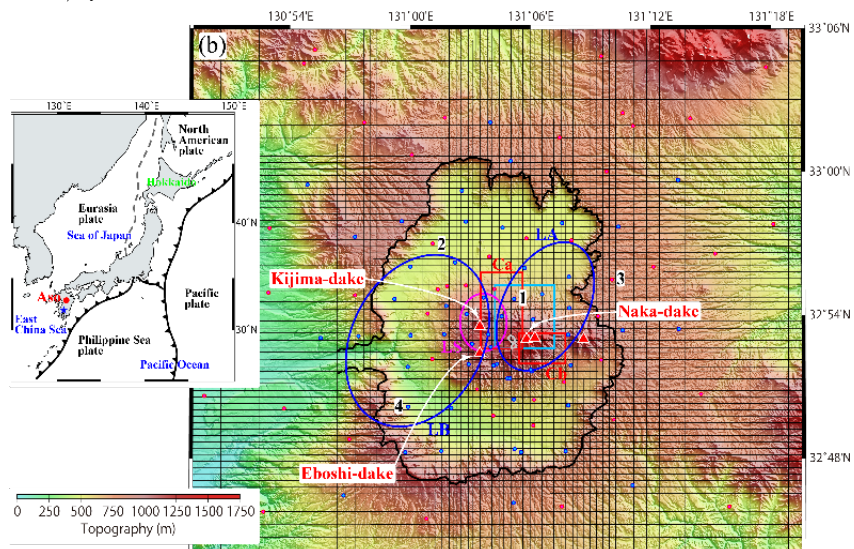 130°54' 131°00' 131°06' 131°12' 131°18'
33°06'
(b)
130°E 140°E 150°E
North
American
plate
Hokkaido
Eurasia
plate
Sea of Japan
40°N
Aso
East
China Sea
Pacific
plate
30°N
Philippine Sea
plate
Pacific Ocean
33°00'
2
LA
Ca
3
Kijima-dake
1
Naka-dake
32°54'
4
LB
Eboshi-dake
32°48'
0 250 500 750 1000 1250 1500 1750
Topography (m)